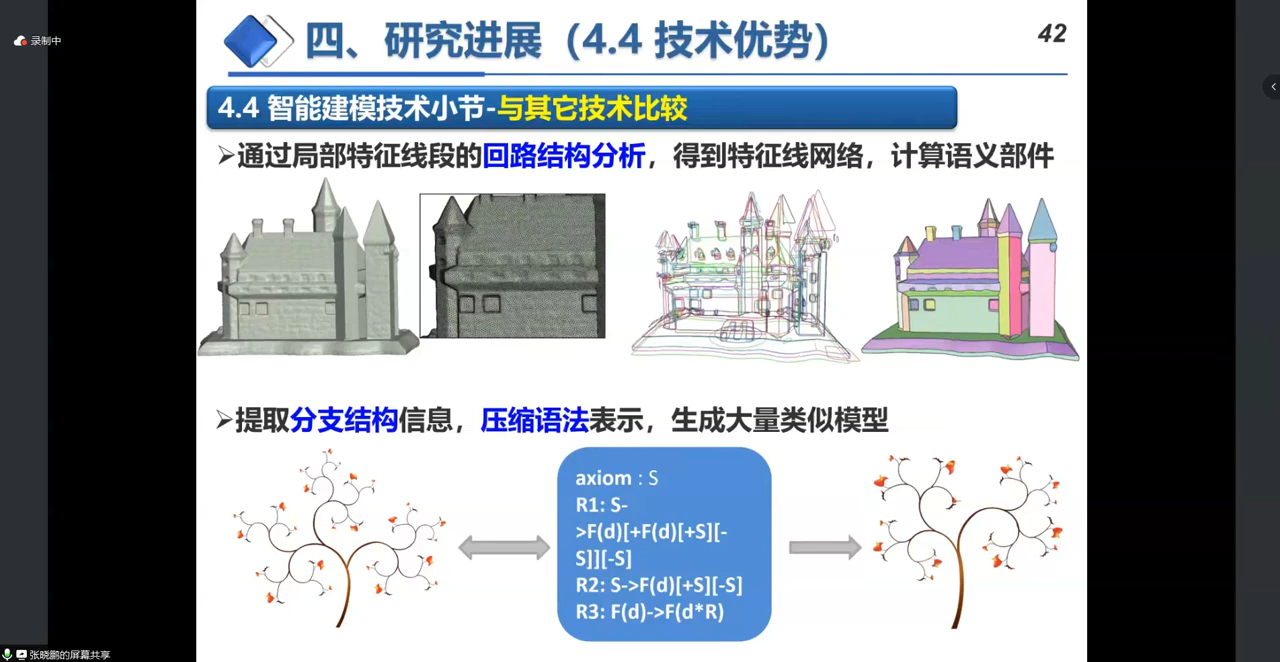 录制中
四、研究进展（4.4 技术优势）
42
4.4 智能建模技术小节-与其它技术比较
➢通过局部特征线段的回路结构分析，得到特征线网络，计算语义部件
➢提取分支结构信息，压缩语法表示，生成大量类似模型
axiom : S
R1: S-
>F(d)[+F(d)[+S][-
S]][-S]
R2: S->F(d)[+S][-S]
R3: F(d)->F(d*R)
张晓鹏的屏幕共享